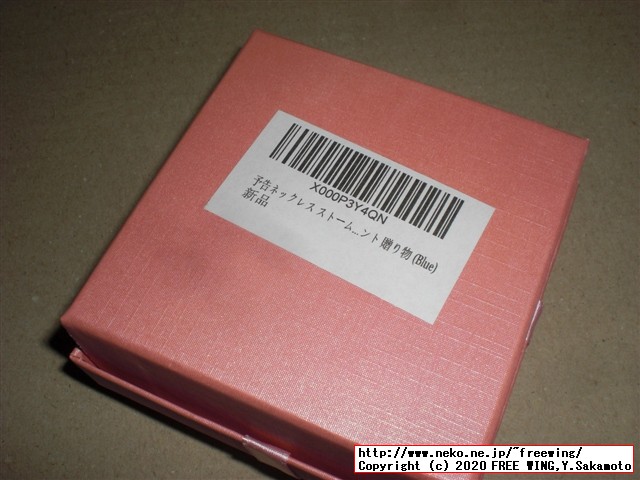 X000P3Y4QN
予告ネックレス ストーム...ント 贈り物 (Blue)
新品
http://www.neko.ne.jp/~freewing/
Copyright (c) 2020 FREE WING,Y.Sakamoto